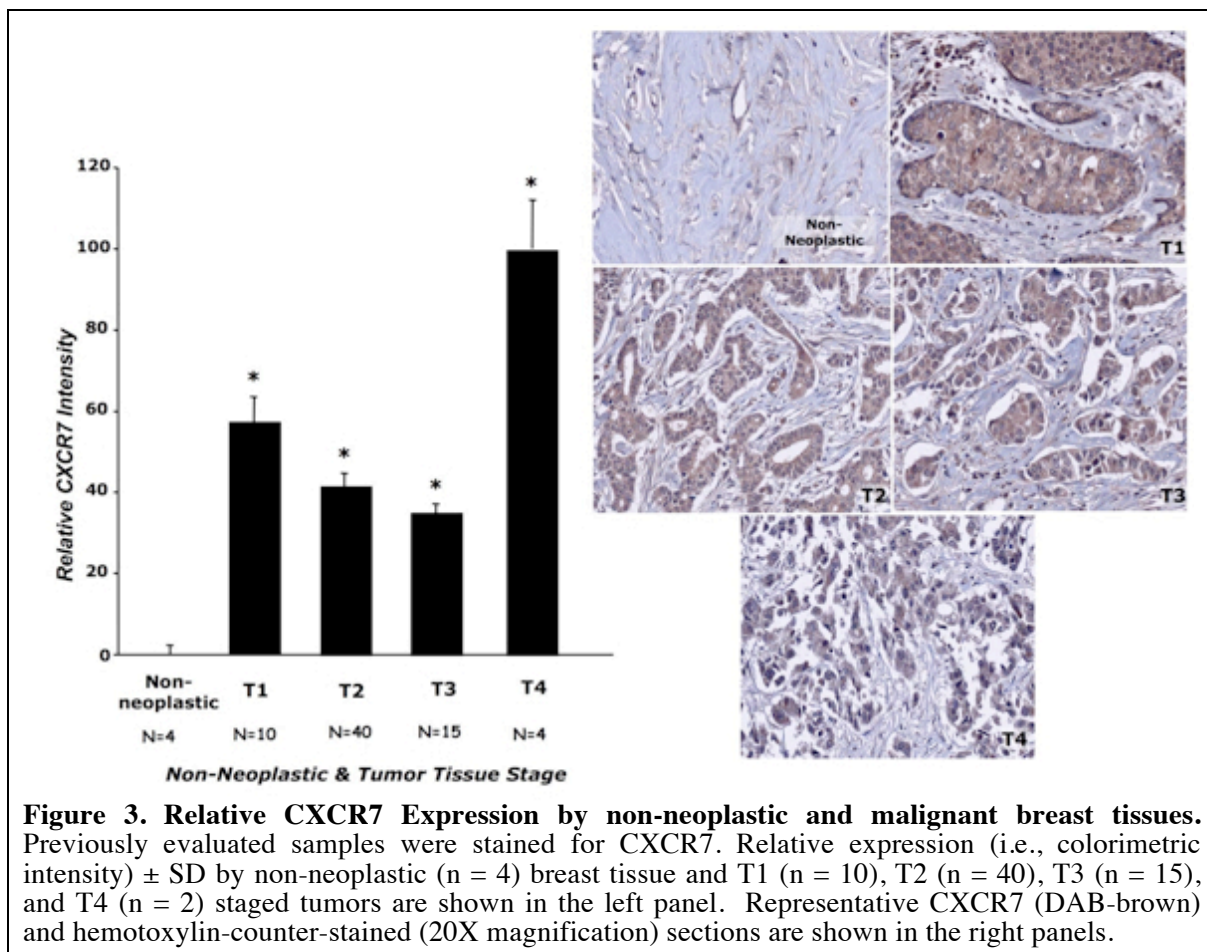 120
100
80
60
40
20
0
Relative CXCR7 Intensity
*
*
*
*
Non-neoplastic
T1
T2
T3
T4
N=4
N=10
N=40
N=15
N=4
Non-Neoplastic & Tumor Tissue Stage
Non-
Neoplastic
T1
T2
T3
T4
Figure 3. Relative CXCR7 Expression by non-neoplastic and malignant breast tissues.
Previously evaluated samples were stained for CXCR7. Relative expression (i.e., colorimetric
intensity) ± SD by non-neoplastic (n = 4) breast tissue and T1 (n = 10), T2 (n = 40), T3 (n = 15),
and T4 (n = 2) staged tumors are shown in the left panel. Representative CXCR7 (DAB-brown)
and hemotoxylin-counter-stained (20X magnification) sections are shown in the right panels.